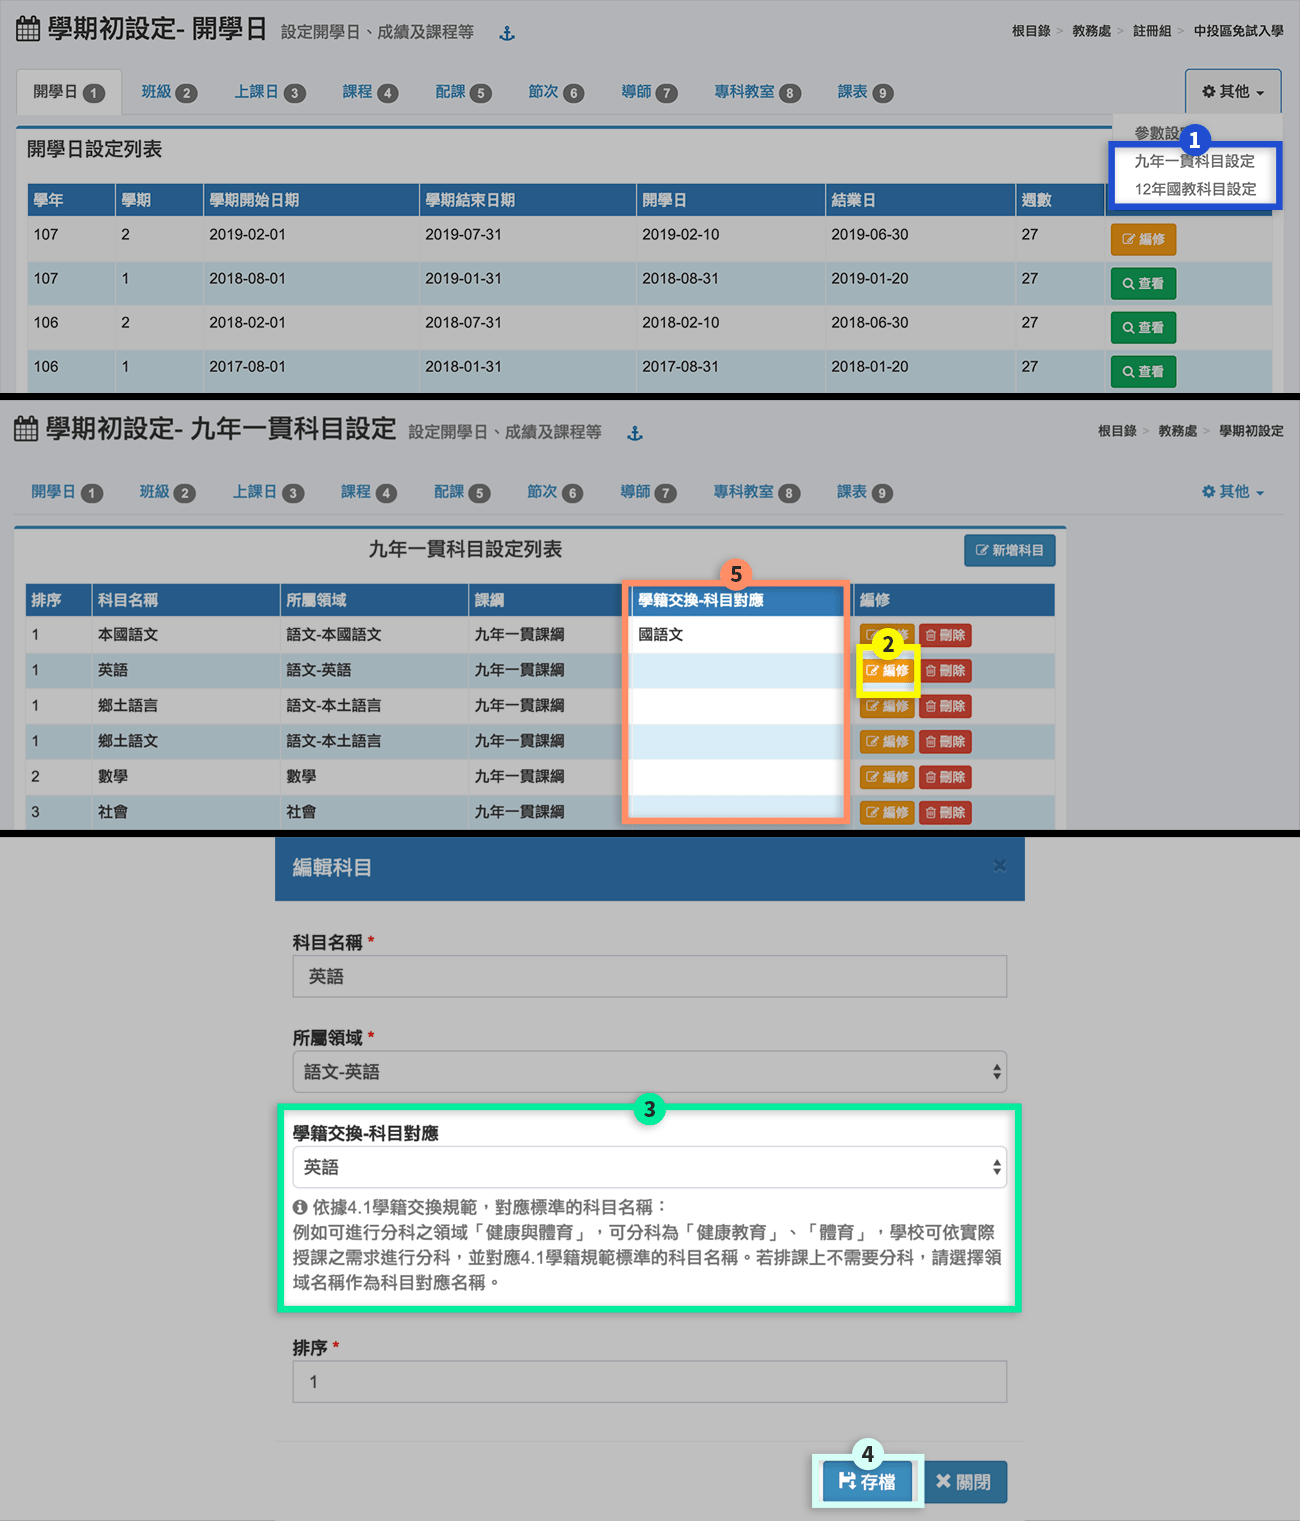 學期初設定- 開學日 設定開學日、成績及課程等
根目錄 > 教務處 > 註冊組 > 中投區免試入學
開學日 1 班級 2 上課日 3 課程 4 配課 5 節次 6 導師 7 專科教室 8 課表 9 其他
參數設
1
九年一貫科目設定
12年國教科目設定
開學日設定列表
學年 學期 學期開始日期 學期結束日期 開學日 結業日 週數
107 2 2019-02-01 2019-07-31 2019-02-10 2019-06-30 27 編修
107 1 2018-08-01 2019-01-31 2018-08-31 2019-01-20 27 查看
106 2 2018-02-01 2018-07-31 2018-02-10 2018-06-30 27 查看
106 1 2017-08-01 2018-01-31 2017-08-31 2018-01-20 27 查看
學期初設定- 九年一貫科目設定 設定開學日、成績及課程等
根目錄 > 教務處 > 學期初設定
開學日 1 班級 2 上課日 3 課程 4 配課 5 節次 6 導師 7 專科教室 8 課表 9 其他
九年一貫科目設定列表 新增科目
5
排序 科目名稱 所屬領域 課綱 學籍交換-科目對應 編修
1 本國語文 語文-本國語文 九年一貫課綱 國語文 刪除
2
1 英語 語文-英語 九年一貫課綱 編修 刪除
1 鄉土語言 語文-本土語言 九年一貫課綱 編修 刪除
1 鄉土語文 語文-本土語言 九年一貫課綱 編修 刪除
2 數學 數學 九年一貫課綱 編修 刪除
3 社會 社會 九年一貫課綱 編修 刪除
編輯科目 ×
科目名稱 *
英語
所屬領域 *
語文-英語
3
學籍交換-科目對應
英語
依據4.1學籍交換規範，對應標準的科目名稱：
例如可進行分科之領域「健康與體育」，可分科為「健康教育」、「體育」，學校可依實際
授課之需求進行分科，並對應4.1學籍規範標準的科目名稱。若排課上不需要分科，請選擇領
域名稱作為科目對應名稱。
排序 *
1
4
存檔 關閉